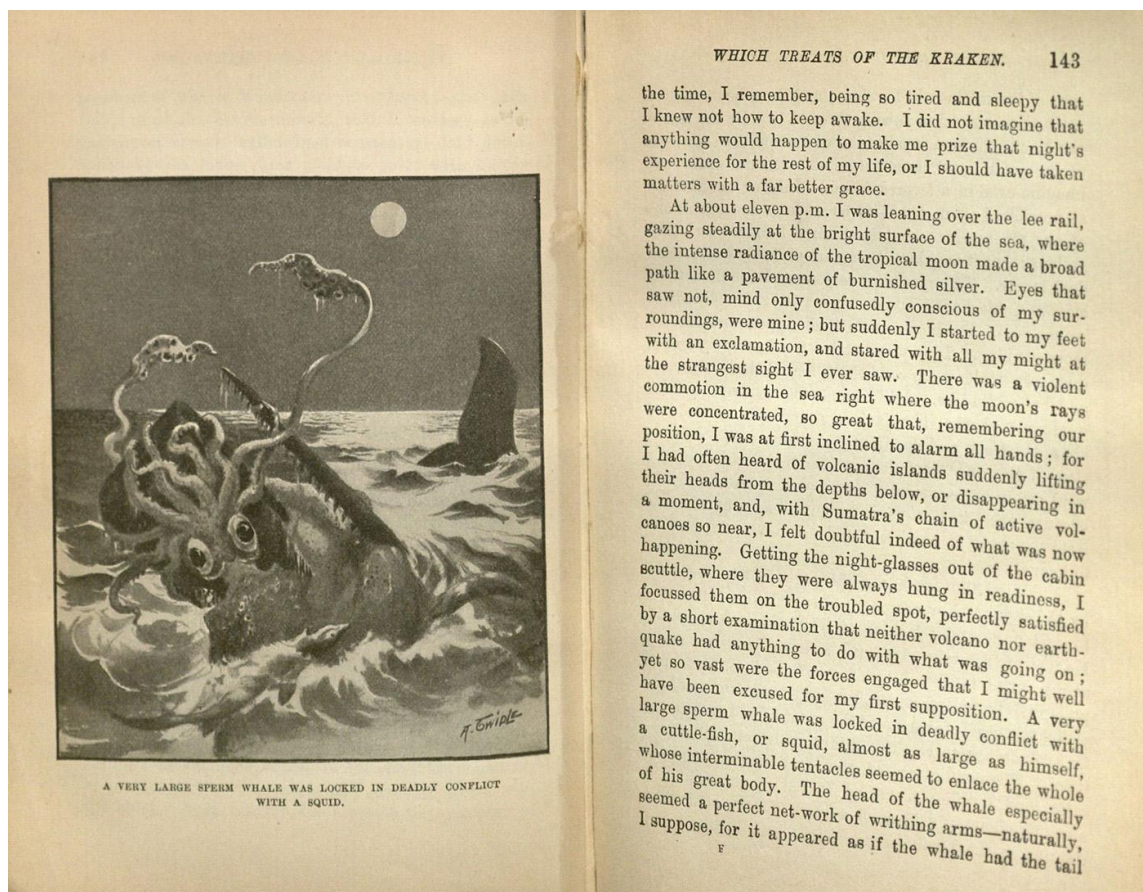 A. TWIDLE
A VERY LARGE SPERM WHALE WAS LOCKED IN DEADLY CONFLICT
WITH A SQUID.
WHICH TREATS OF THE KRAKEN. 143
the time, I remember, being so tired and sleepy that
I knew not how to keep awake. I did not imagine that
anything would happen to make me prize that night's
experience for the rest of my life, or I should have taken
matters with a far better grace.
At about eleven p.m. I was leaning over the lee rail,
gazing steadily at the bright surface of the sea, where
the intense radiance of the tropical moon made a broad
path like a pavement of burnished silver. Eyes that
saw not, mind only confusedly conscious of my sur-
roundings, were mine; but suddenly I started to my feet
with an exclamation, and stared with all my might at
the strangest sight I ever saw. There was a violent
commotion in the sea right where the moon's rays
were concentrated, so great that, remembering our
position, I was at first inclined to alarm all hands; for
I had often heard of volcanic islands suddenly lifting
their heads from the depths below, or disappearing in
a moment, and, with Sumatra's chain of active vol-
canoes so near, I felt doubtful indeed of what was now
happening. Getting the night-glasses out of the cabin
scuttle, where they were always hung in readiness, I
focussed them on the troubled spot, perfectly satisfied
by a short examination that neither volcano nor earth-
quake had anything to do with what was going on;
yet so vast were the forces engaged that I might well
have been excused for my first supposition. A very
large sperm whale was locked in deadly conflict with
a cuttle-fish, or squid, almost as large as himself,
whose interminable tentacles seemed to enlace the whole
of his great body. The head of the whale especially
seemed a perfect net-work of writhing arms—naturally,
I suppose, for it appeared as if the whale had the tail
F